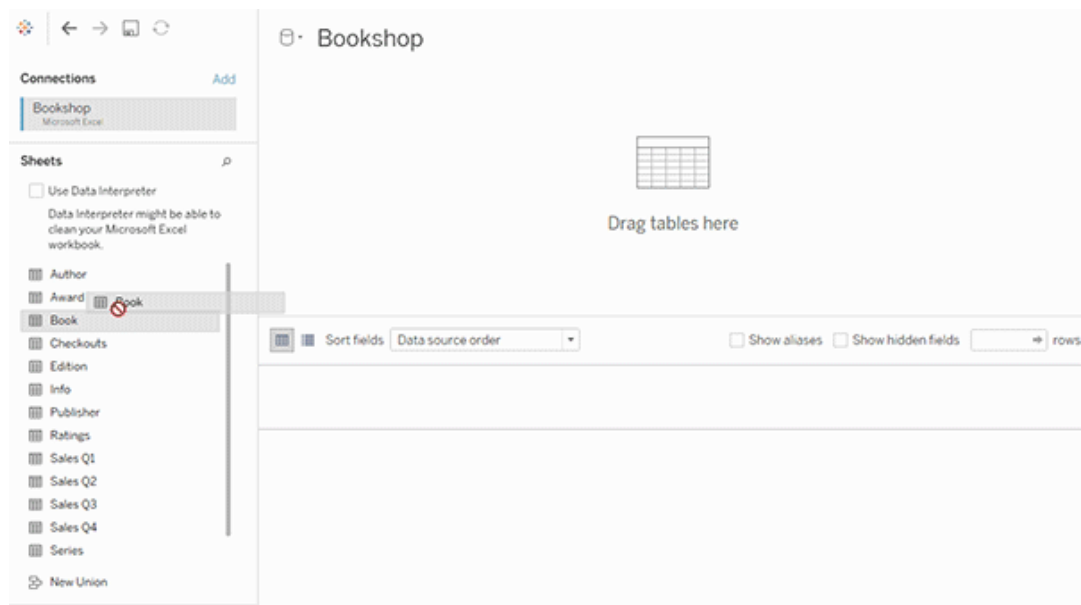 Bookshop
Connections Add
Bookshop
Microsoft Excel
Sheets
Use Data Interpreter
Data Interpreter might be able to
clean your Microsoft Excel
workbook.
Author
Award
Book
Book
Checkouts
Edition
Info
Publisher
Ratings
Sales Q1
Sales Q2
Sales Q3
Sales Q4
Series
New Union
Drag tables here
Sort fields Data source order Show aliases Show hidden fields rows